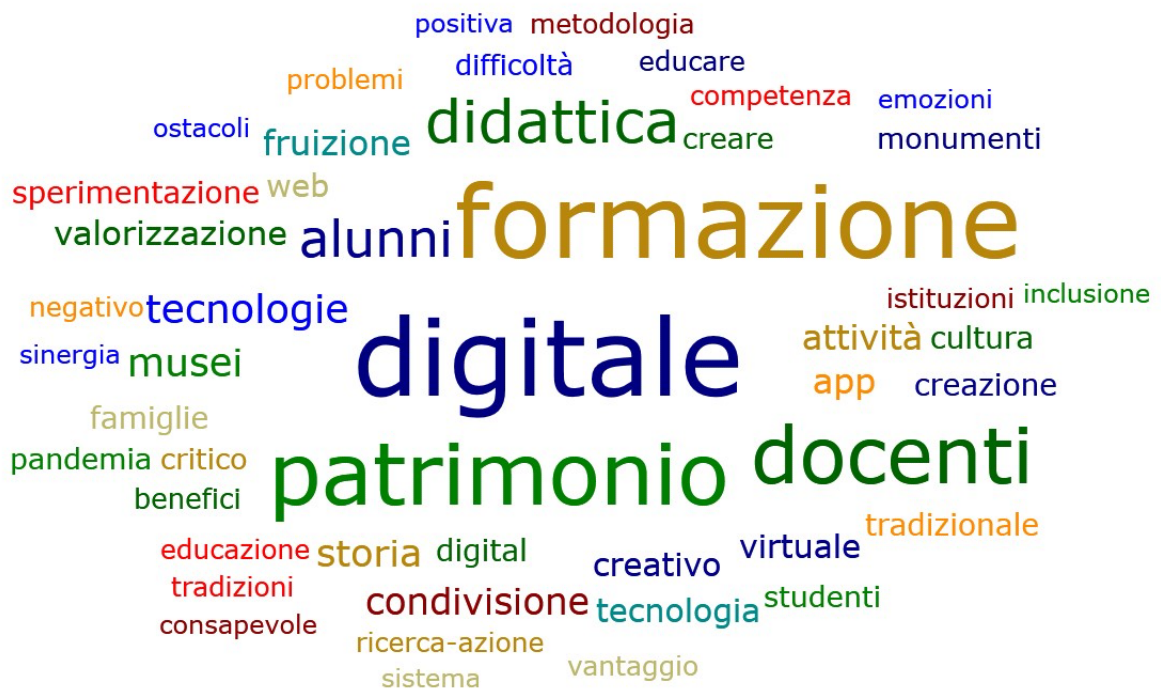 positiva metodologia
problemi difficoltà educare
competenza emozioni
ostacoli fruizione didattica creare monumenti
sperimentazione web
valorizzazione alunni formazione
negativo tecnologie istituzioni inclusione
sinergia musei digitale attività cultura
app creazione
famiglie
pandemia critico patrimonio docenti
benefici
tradizionale
educazione storia digital creativo virtuale
tradizioni condivisione tecnologia studenti
consapevole ricerca-azione
sistema vantaggio